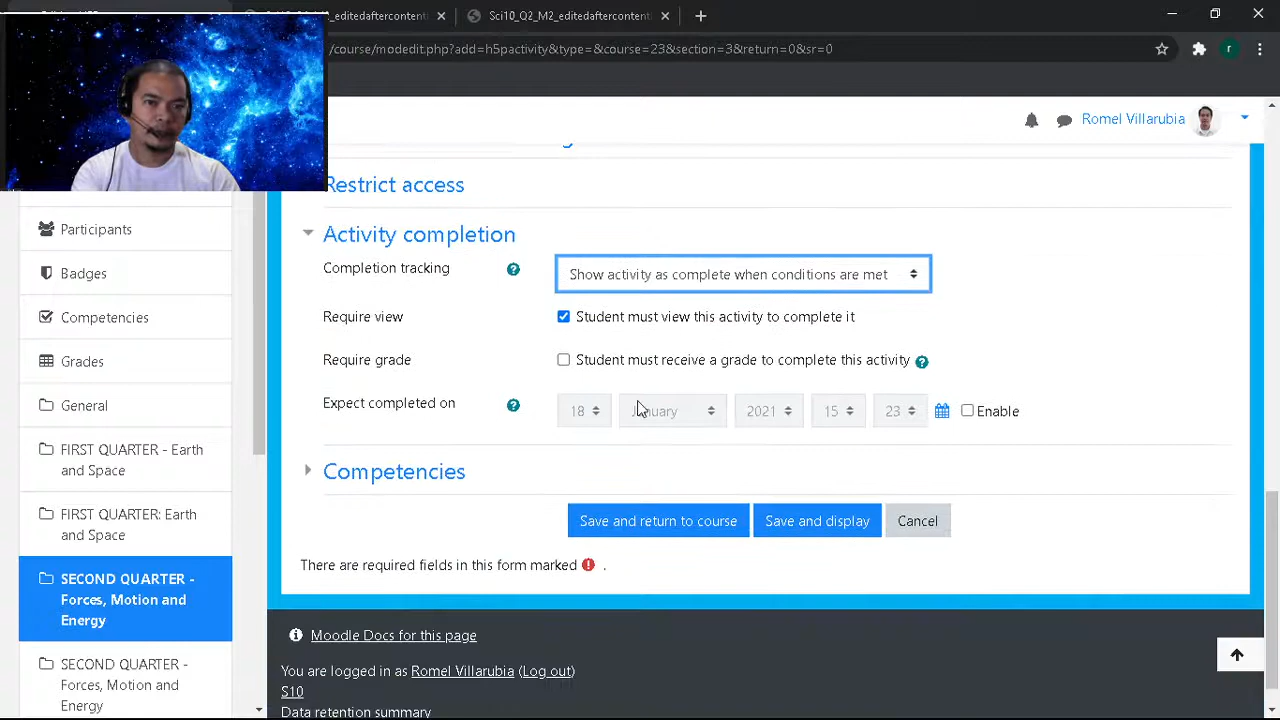 Sci10_Q2_M2_editedaftercontent
/course/modedit.php?add=h5pactivity&type=&course=23&section=3&return=0&sr=0
r
Romel Villarubia
Restrict access
Activity completion
Completion tracking
Show activity as complete when conditions are met
Require view
Student must view this activity to complete it
Require grade
Student must receive a grade to complete this activity
Expect completed on
18
2021
15
23
Enable
Competencies
Save and return to course
Save and display
Cancel
There are required fields in this form marked .
Participants
Badges
Competencies
Grades
General
FIRST QUARTER - Earth
and Space
FIRST QUARTER: Earth
and Space
SECOND QUARTER -
Forces, Motion and
Energy
SECOND QUARTER -
Forces, Motion and
Energy
Moodle Docs for this page
You are logged in as Romel Villarubia (Log out)
S10
Data retention summary